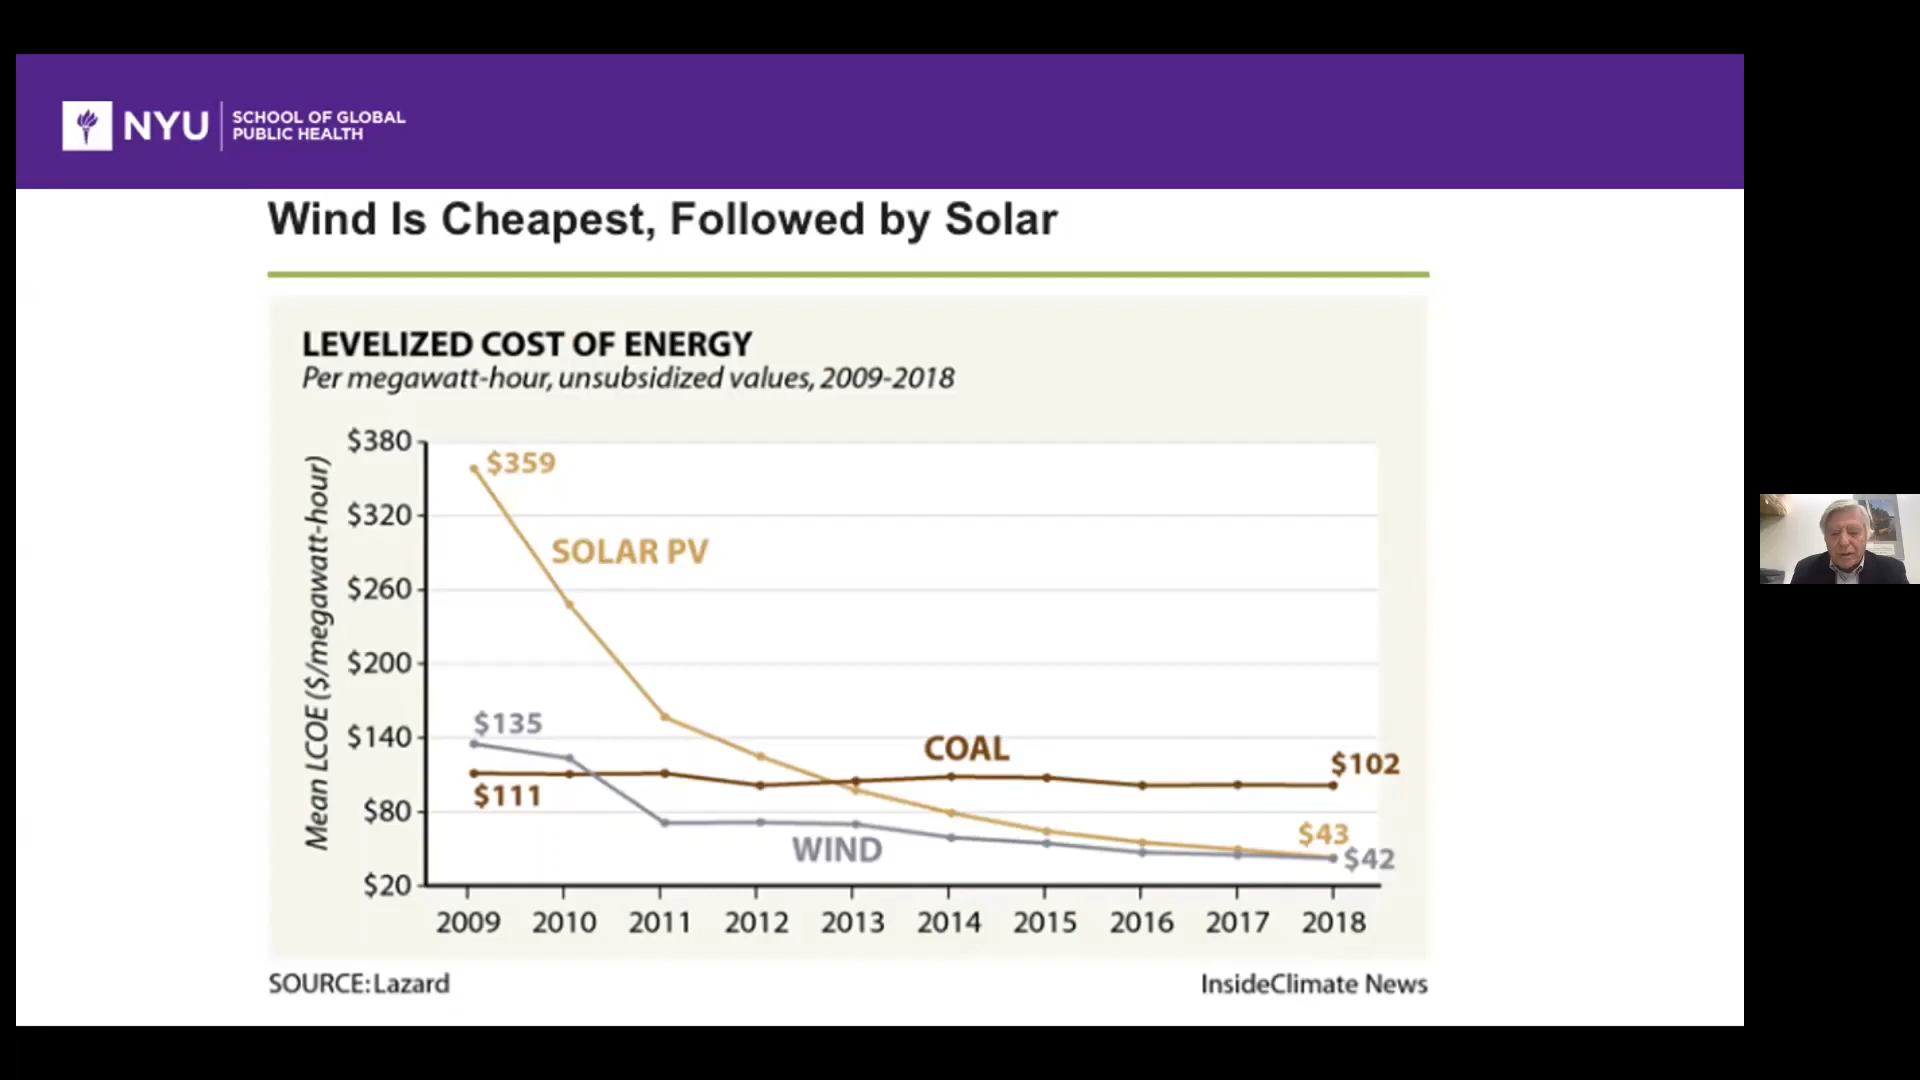 NYU
SCHOOL OF GLOBAL
PUBLIC HEALTH
Wind Is Cheapest, Followed by Solar
LEVELIZED COST OF ENERGY
Per megawatt-hour, unsubsidized values, 2009-2018
Mean LCOE ($/megawatt-hour)
$380
$320
$260
$200
$140
$80
$20
$359
SOLAR PV
$135
$111
COAL
$102
WIND
$43
$42
2009 2010 2011 2012 2013 2014 2015 2016 2017 2018
SOURCE: Lazard
InsideClimate News